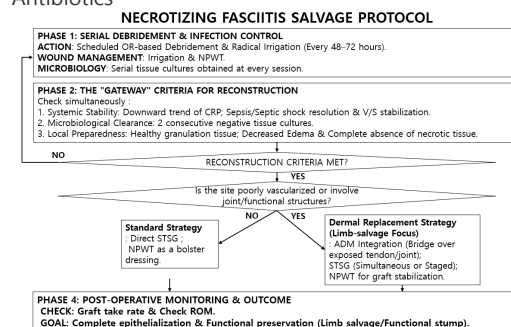 Antibiotics
NECROTIZING FASCIITIS SALVAGE PROTOCOL
PHASE 1: SERIAL DEBRIDEMENT & INFECTION CONTROL
ACTION: Scheduled OR-based Debridement & Radical Irrigation (Every 48–72 hours).
WOUND MANAGEMENT: Irrigation & NPWT.
MICROBIOLOGY: Serial tissue cultures obtained at every session.
PHASE 2: THE "GATEWAY" CRITERIA FOR RECONSTRUCTION
Check simultaneously :
1. Systemic Stability: Downward trend of CRP; Sepsis/Septic shock resolution & V/S stabilization.
2. Microbiological Clearance: 2 consecutive negative tissue cultures.
3. Local Preparedness: Healthy granulation tissue; Decreased Edema & Complete absence of necrotic tissue.
NO
RECONSTRUCTION CRITERIA MET?
YES
Is the site poorly vascularized or involve
joint/functional structures?
NO YES
Standard Strategy
: Direct STSG ;
NPWT as a bolster
dressing.
Dermal Replacement Strategy
(Limb-salvage Focus)
: ADM Integration (Bridge over
exposed tendon/joint);
STSG (Simultaneous or Staged);
NPWT for graft stabilization.
PHASE 4: POST-OPERATIVE MONITORING & OUTCOME
CHECK: Graft take rate & Check ROM.
GOAL: Complete epithelialization & Functional preservation (Limb salvage/Functional stump).